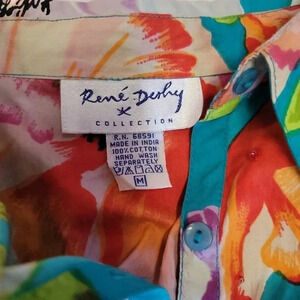 René Derhy
COLLECTION
R.N. 68591
MADE IN INDIA
100% COTTON
HAND WASH
SEPARATELY
M